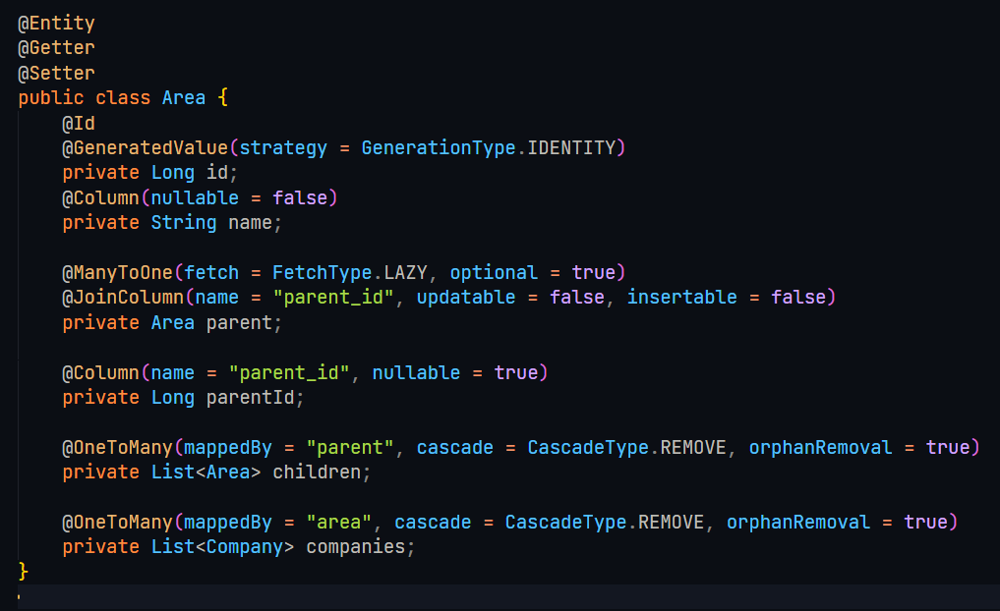 @Entity
@Getter
@Setter
public class Area {
    @Id
    @GeneratedValue(strategy = GenerationType.IDENTITY)
    private Long id;
    @Column(nullable = false)
    private String name;

    @ManyToOne(fetch = FetchType.LAZY, optional = true)
    @JoinColumn(name = "parent_id", updatable = false, insertable = false)
    private Area parent;

    @Column(name = "parent_id", nullable = true)
    private Long parentId;

    @OneToMany(mappedBy = "parent", cascade = CascadeType.REMOVE, orphanRemoval = true)
    private List<Area> children;

    @OneToMany(mappedBy = "area", cascade = CascadeType.REMOVE, orphanRemoval = true)
    private List<Company> companies;
}